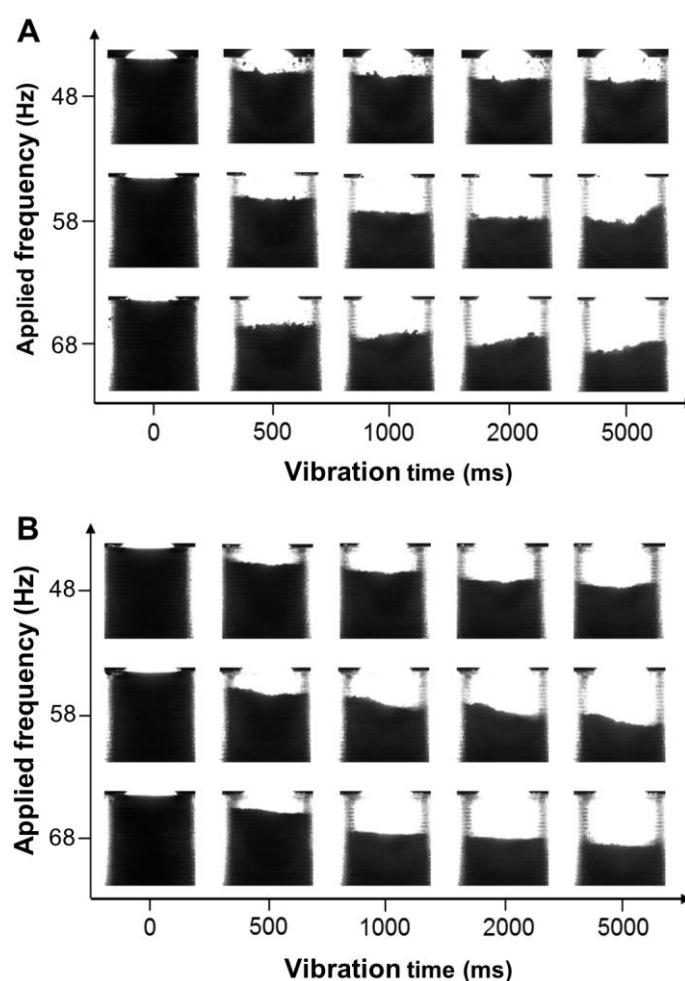 A
Applied frequency (Hz)
48
58
68
0 500 1000 2000 5000
Vibration time (ms)
B
Applied frequency (Hz)
48
58
68
0 500 1000 2000 5000
Vibration time (ms)